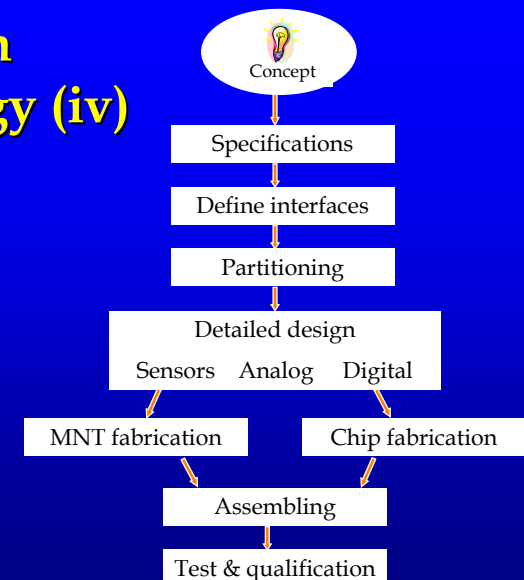 gy (iv)
Concept
Specifications
Define interfaces
Partitioning
Detailed design
Sensors Analog Digital
MNT fabrication
Chip fabrication
Assembling
Test & qualification